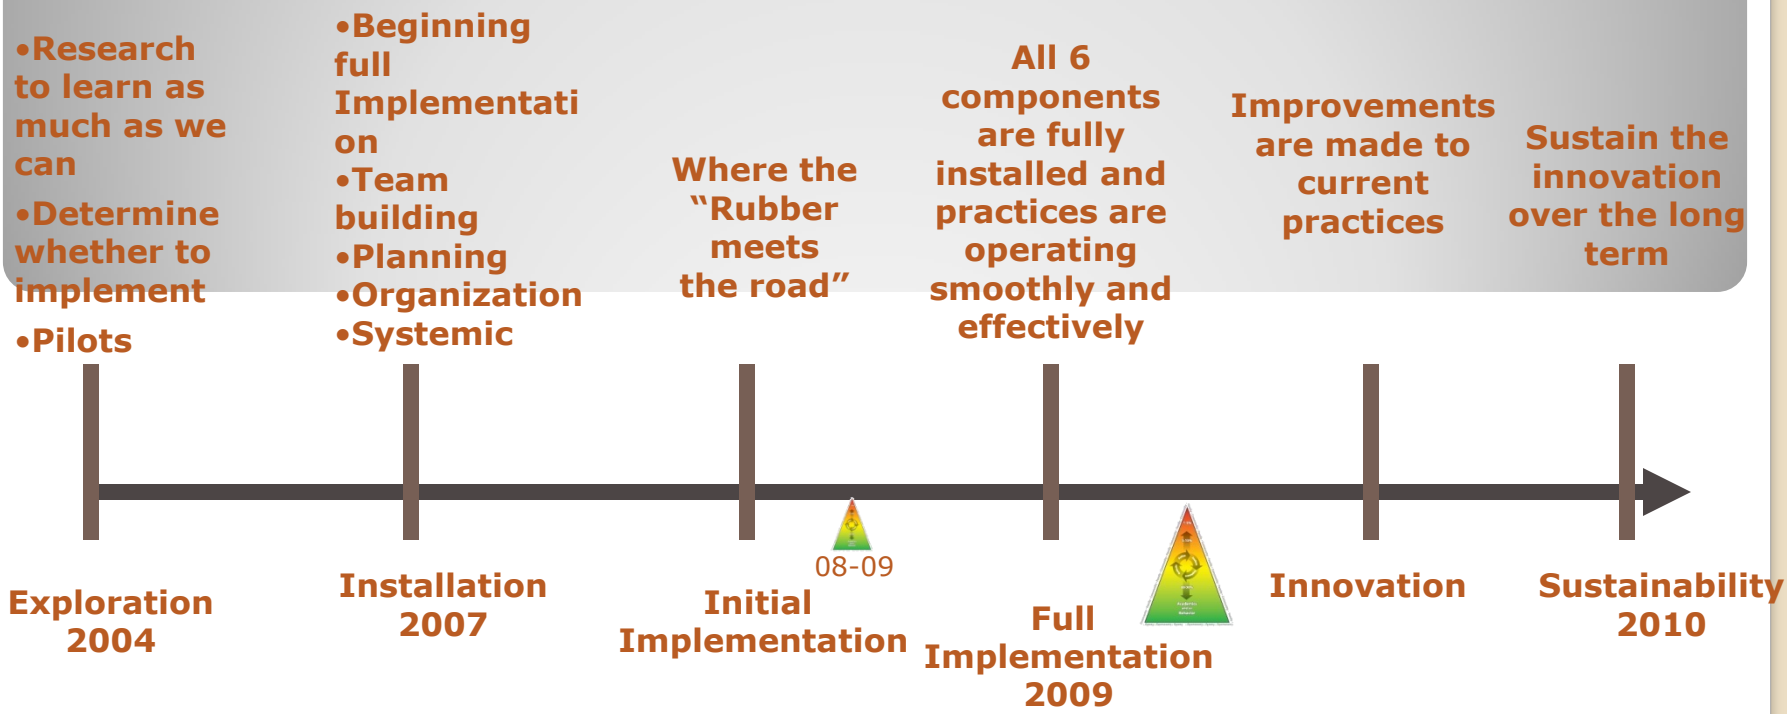 •Research
to learn as
much as we
can
•Determine
whether to
implement
•Pilots
•Beginning
full
Implementati
on
•Team
building
•Planning
•Organization
•Systemic
Where the
“Rubber
meets
the road”
All 6
components
are fully
installed and
practices are
operating
smoothly and
effectively
Improvements
are made to
current
practices
Sustain the
innovation
over the long
term
Exploration
2004
Installation
2007
08-09
Initial
Implementation
Full
Implementation
2009
Innovation
Sustainability
2010